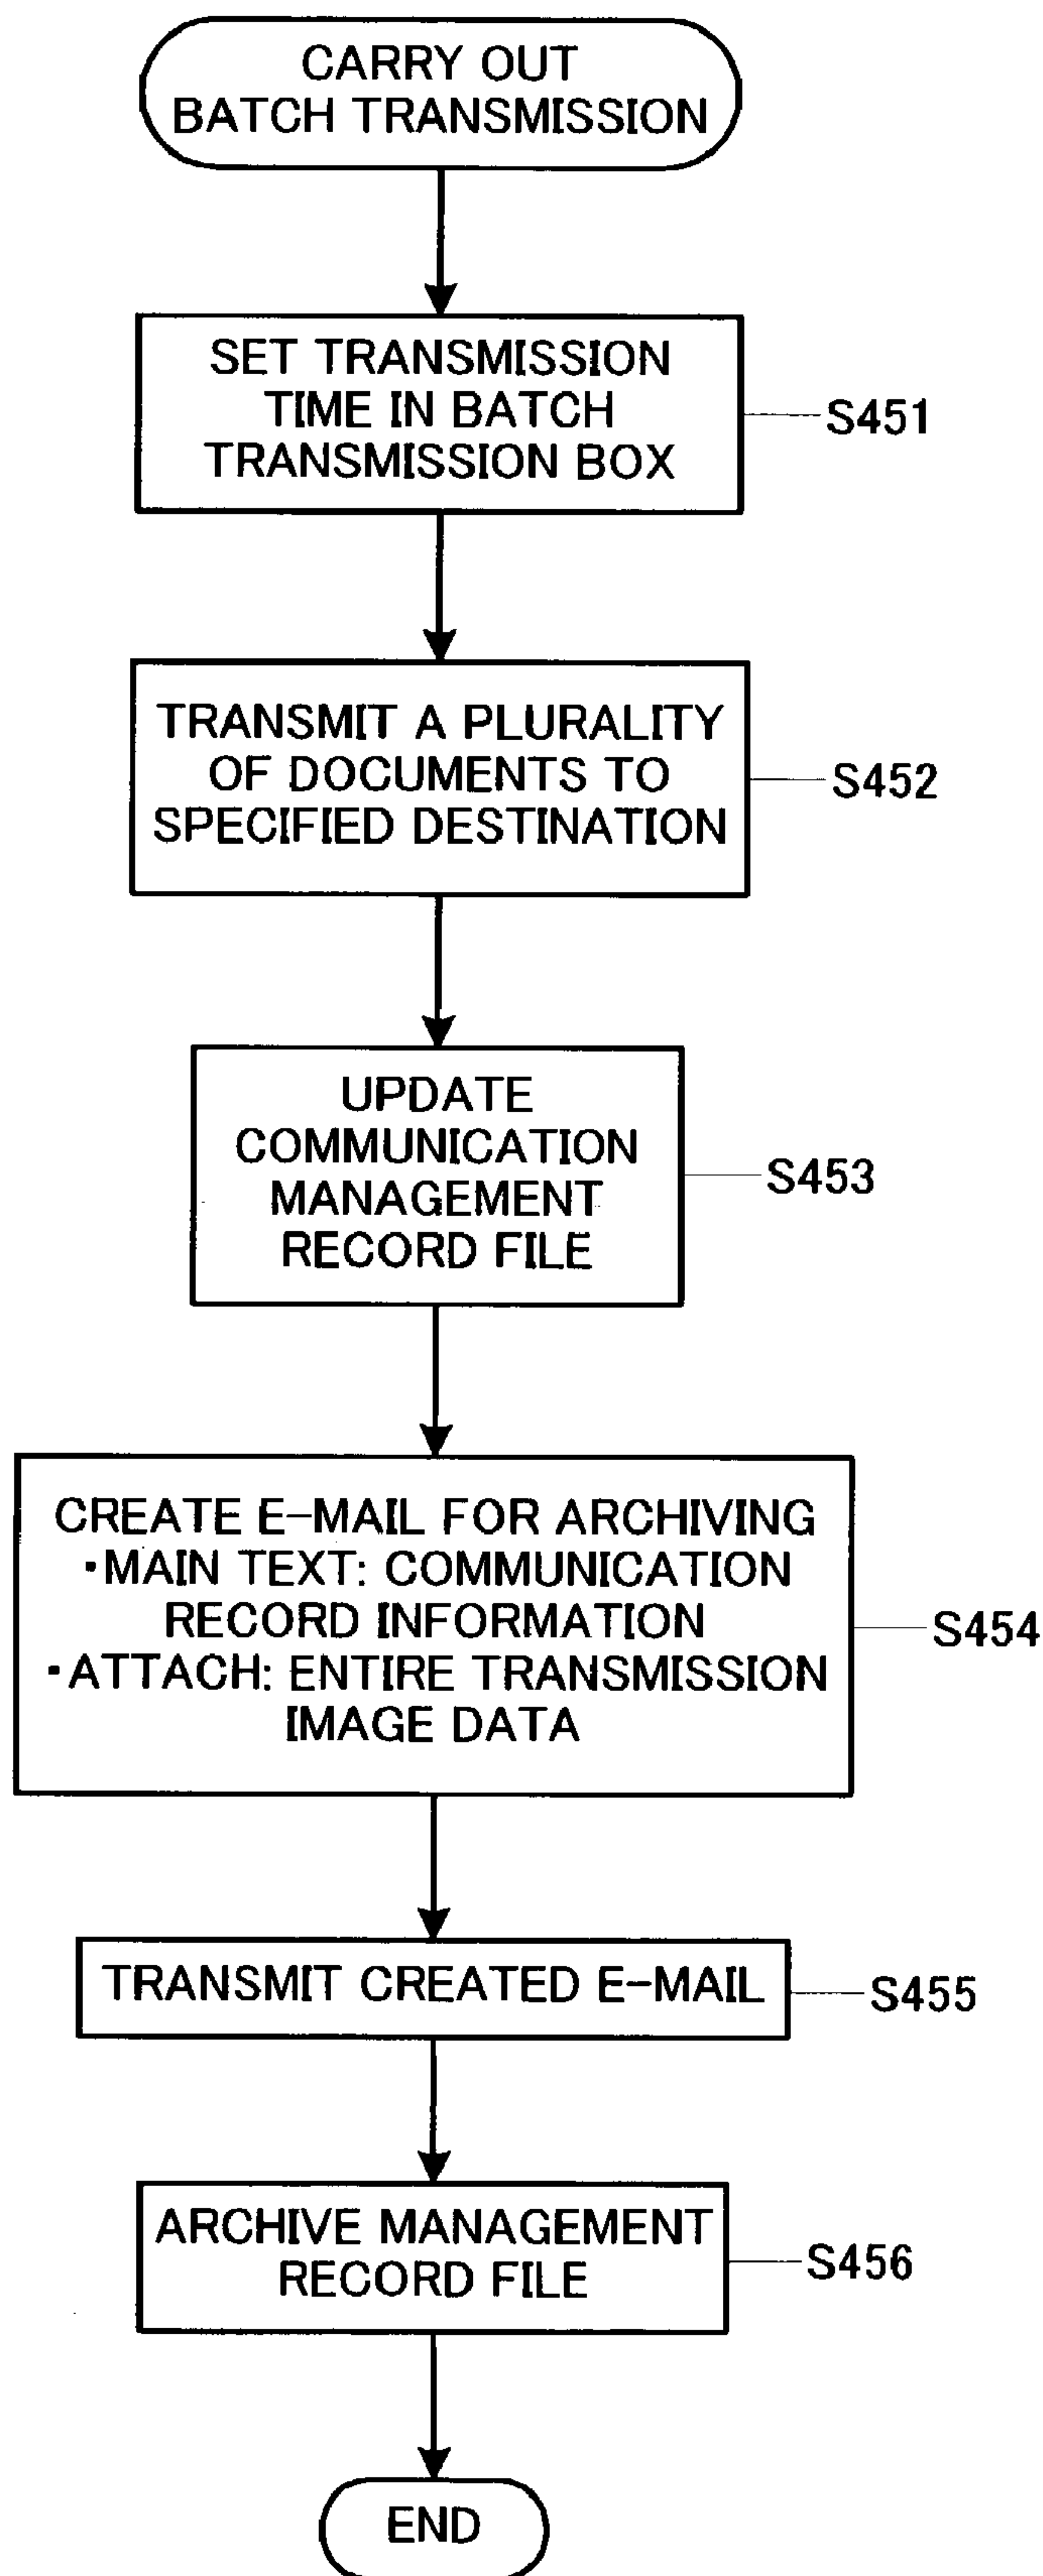 CARRY OUT
BATCH TRANSMISSION
SET TRANSMISSION
TIME IN BATCH
TRANSMISSION BOX
S451
TRANSMIT A PLURALITY
OF DOCUMENTS TO
SPECIFIED DESTINATION
S452
UPDATE
COMMUNICATION
MANAGEMENT
RECORD FILE
S453
CREATE E-MAIL FOR ARCHIVING
・MAIN TEXT: COMMUNICATION
RECORD INFORMATION
・ATTACH: ENTIRE TRANSMISSION
IMAGE DATA
S454
TRANSMIT CREATED E-MAIL
S455
ARCHIVE MANAGEMENT
RECORD FILE
S456
END